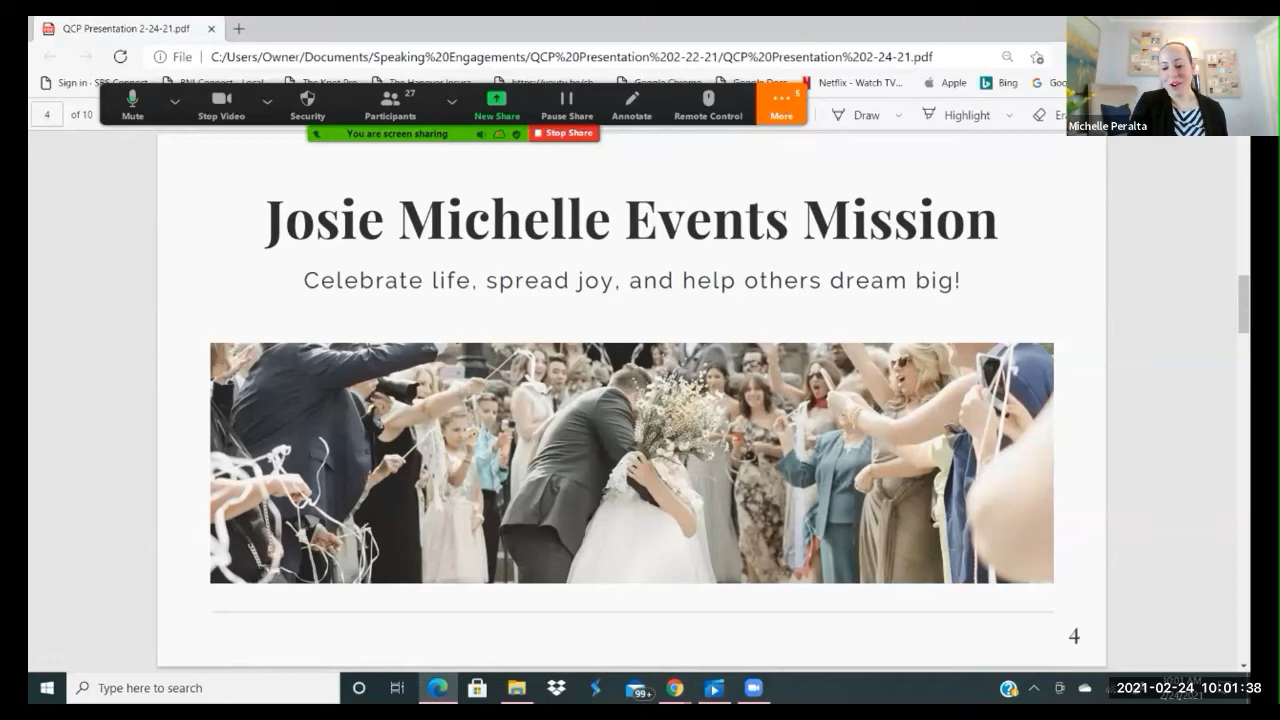 QCP Presentation 2-24-21.pdf
File
C:/Users/Owner/Documents/Speaking%20Engagements/QCP%20Presentation%202-22-21/QCP%20Presentation%202-24-21.pdf
Netflix - Watch TV...
Apple
Bing
4
of 10
27
5
Mute
Stop Video
Security
Participants
New Share
Pause Share
Annotate
Remote Control
More
Draw
Highlight
You are screen sharing
Stop Share
Michelle Peralta
Josie Michelle Events Mission
Celebrate life, spread joy, and help others dream big!
4
Type here to search
99+
2021-02-24 10:01:38